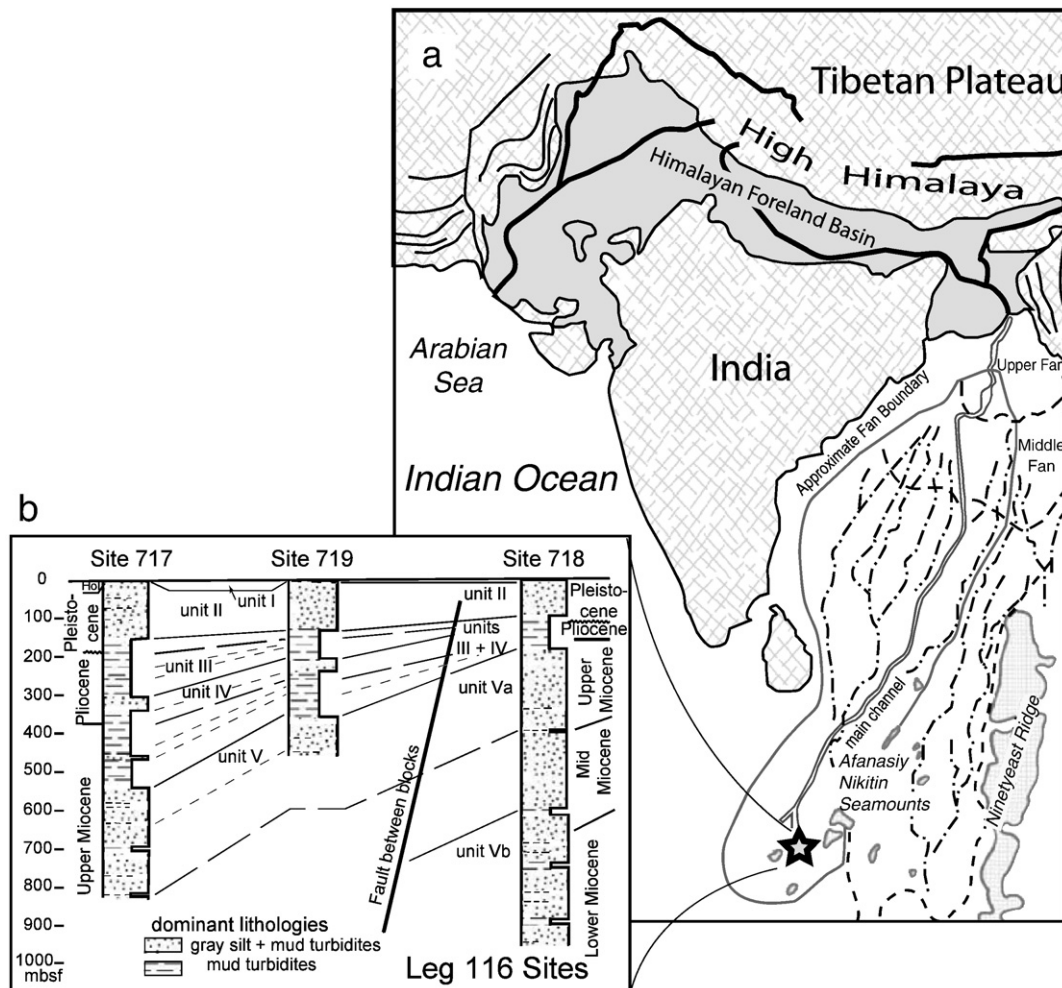 a
Tibetan Plateau
High Himalaya
Himalayan Foreland Basin
Arabian
Sea
India
Indian Ocean
Approximate Fan Boundary
Upper Fan
Middle
Fan
main channel
Afanasiy
Nikitin
Seamounts
Ninetyeast Ridge
b
Site 717
Site 719
Site 718
0
100
200
300
400
500
600
700
800
900
1000
mbsf
Hol
Pleisto-
cene
Pliocene
Upper Miocene
unit I
unit II
unit III
unit IV
unit V
unit II
units
III + IV
unit Va
unit Vb
Fault between blocks
Pleisto-
cene
Pliocene
Upper
Miocene
Mid
Miocene
Lower Miocene
dominant lithologies
gray silt + mud turbidites
mud turbidites
Leg 116 Sites